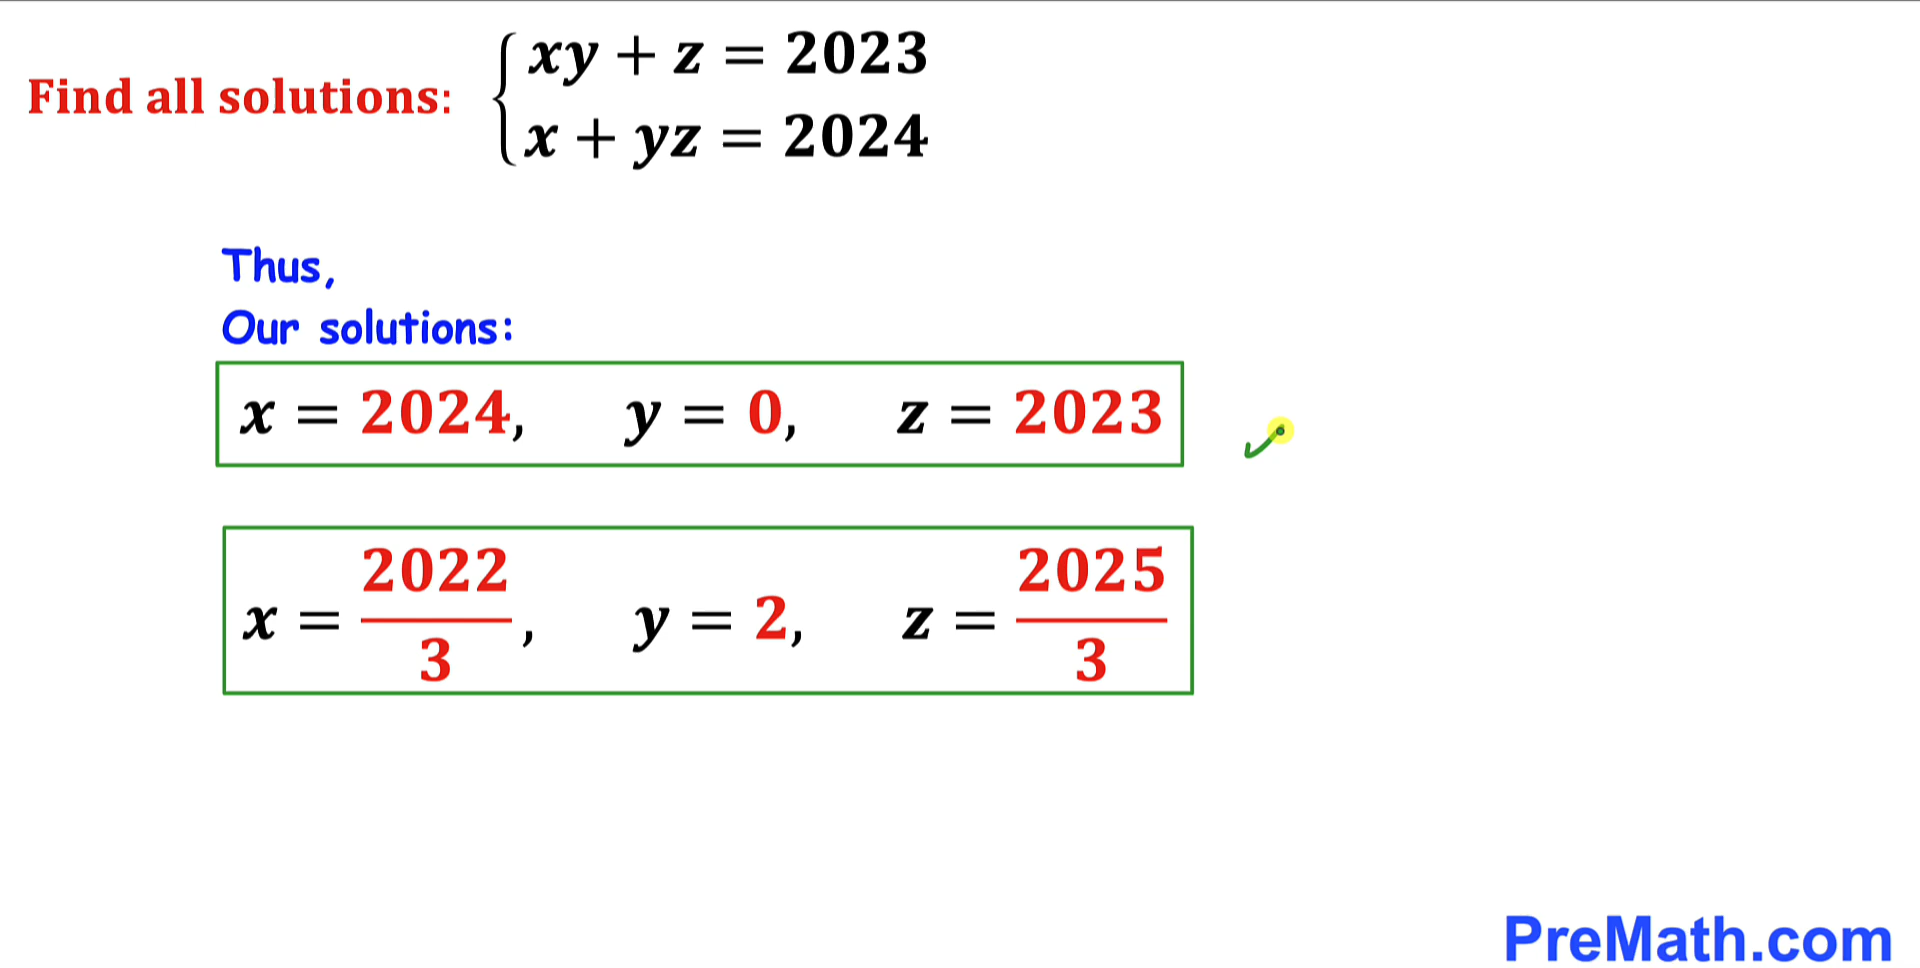 Find all solutions: { xy + z = 2023
x + yz = 2024
Thus,
Our solutions:
x = 2024, y = 0, z = 2023
x = 2022/3, y = 2, z = 2025/3
PreMath.com